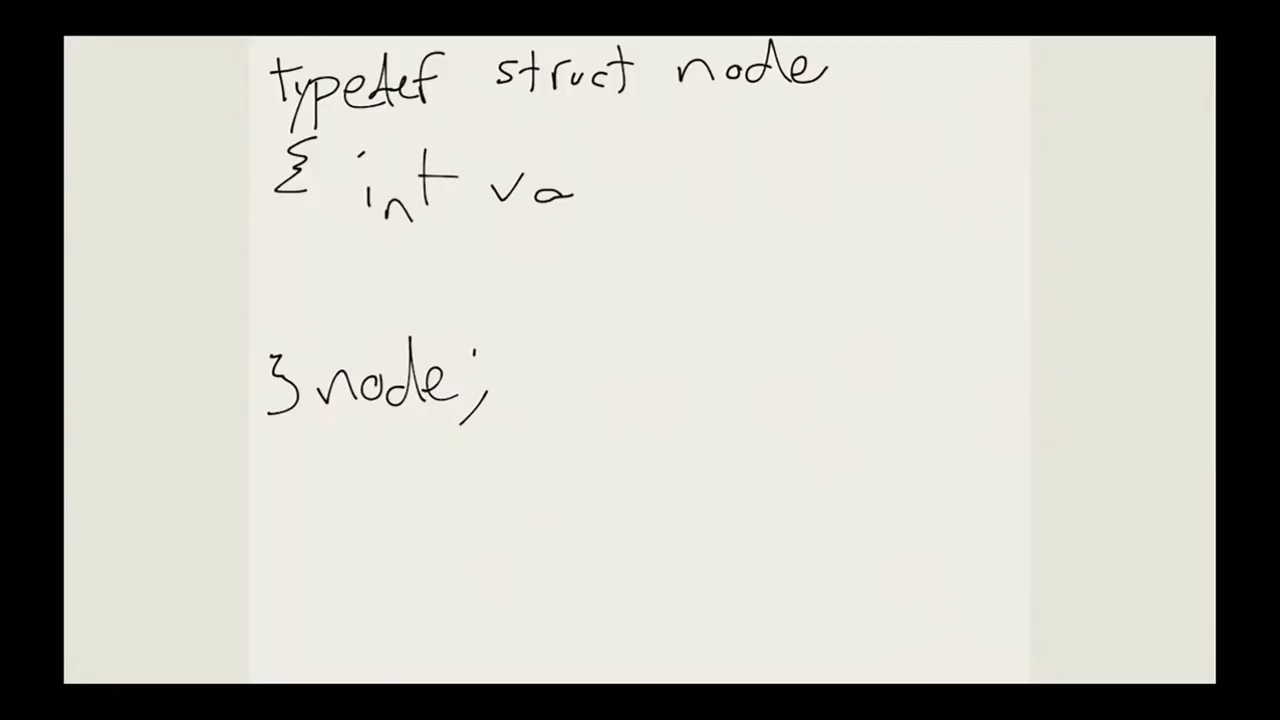 typedef struct node
{ int va
} node;